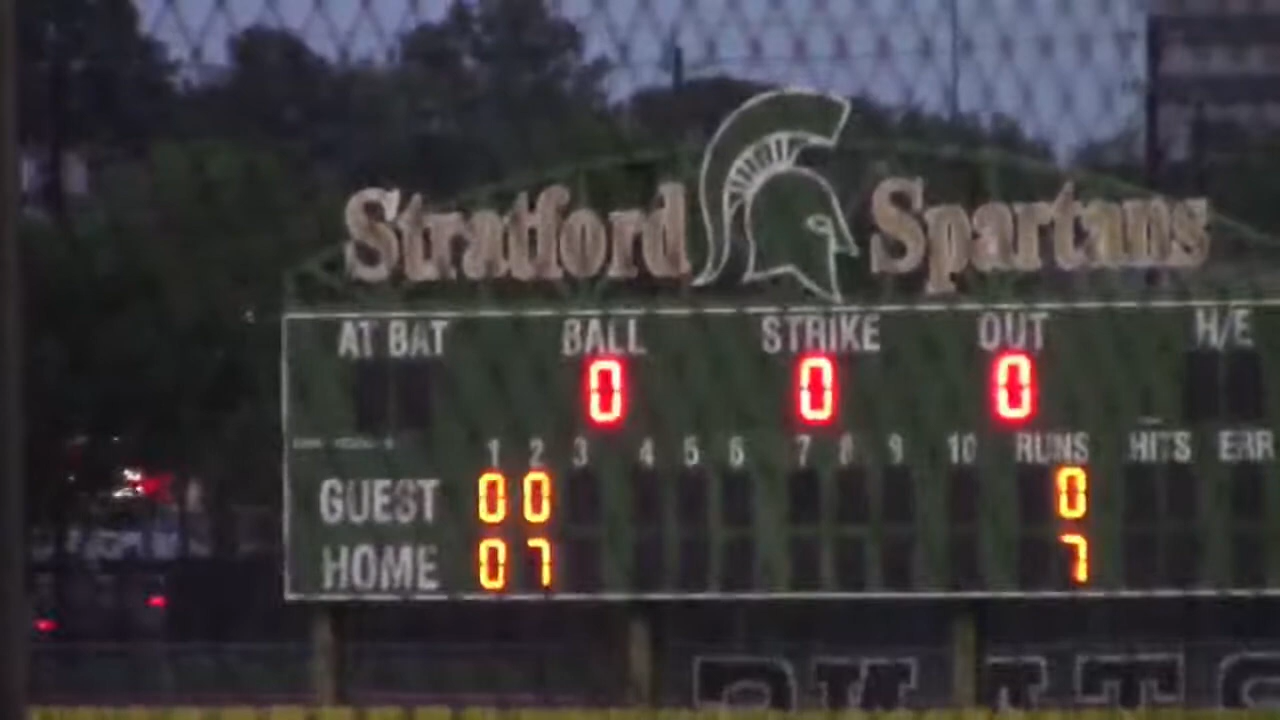 Stratford Spartans
AT BAT BALL STRIKE OUT H/E
0 0 0
1 2 3 4 5 6 7 8 9 10 RUNS HITS ERR
GUEST 0 0 0
HOME 0 7 7